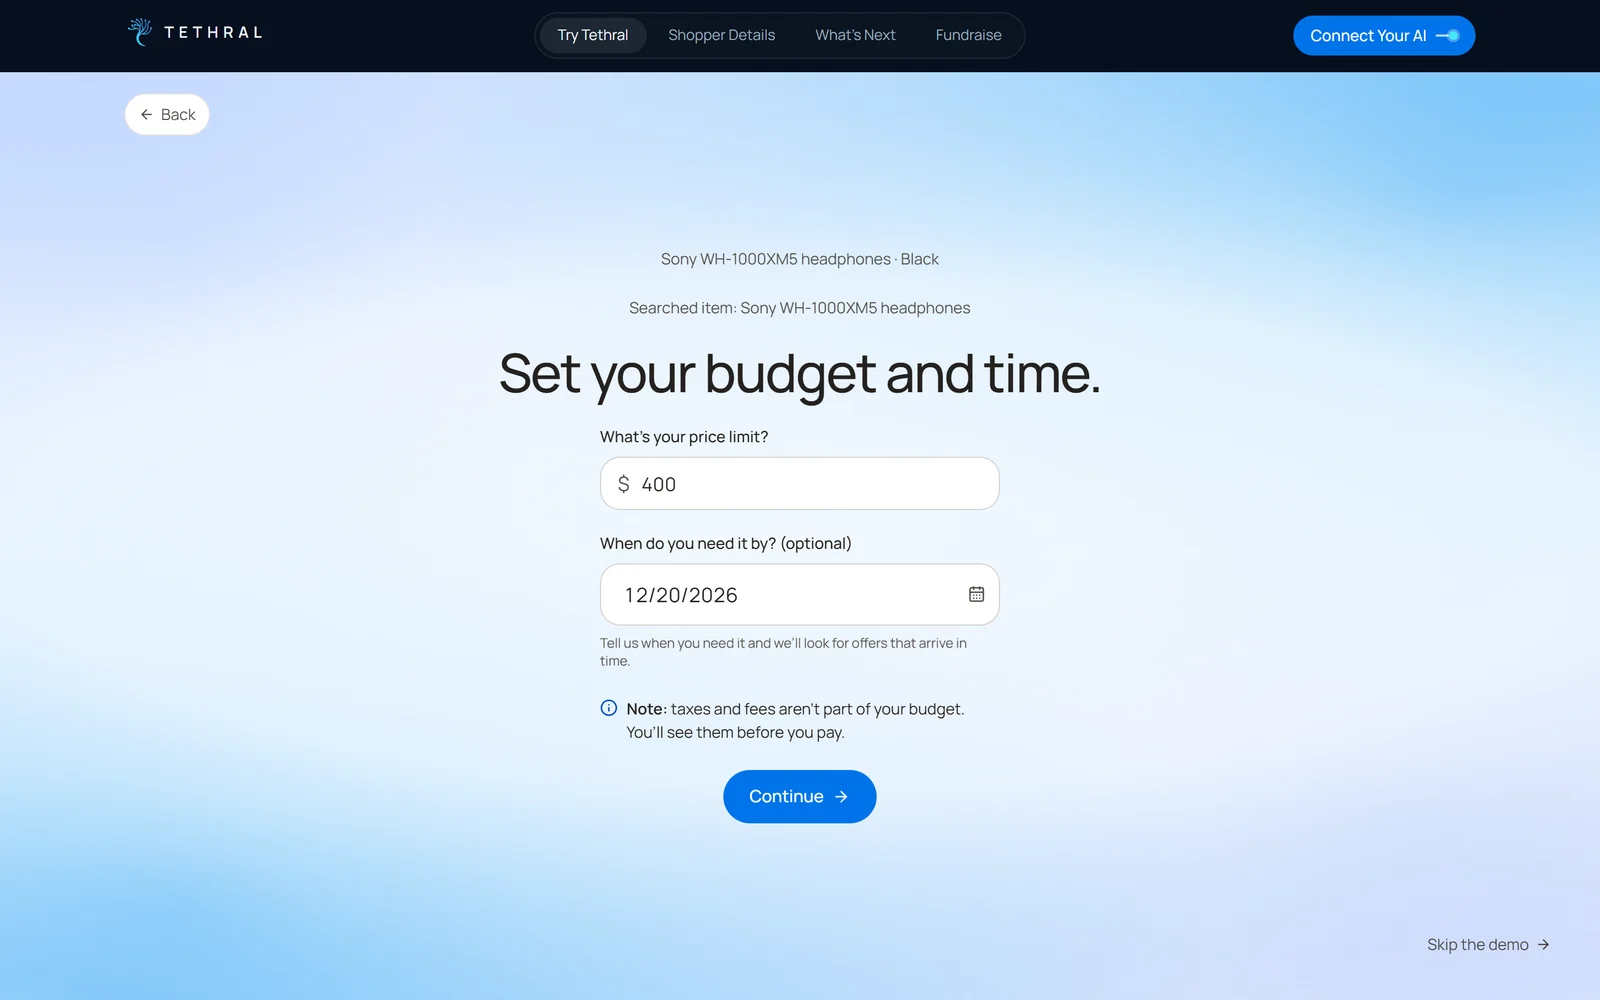 TETHRAL
Try Tethral
Shopper Details
What's Next
Fundraise
Connect Your AI
Back
Sony WH-1000XM5 headphones · Black
Searched item: Sony WH-1000XM5 headphones
Set your budget and time.
What's your price limit?
$ 400
When do you need it by? (optional)
12/20/2026
Tell us when you need it and we'll look for offers that arrive in
time.
Note: taxes and fees aren't part of your budget.
You'll see them before you pay.
Continue
Skip the demo